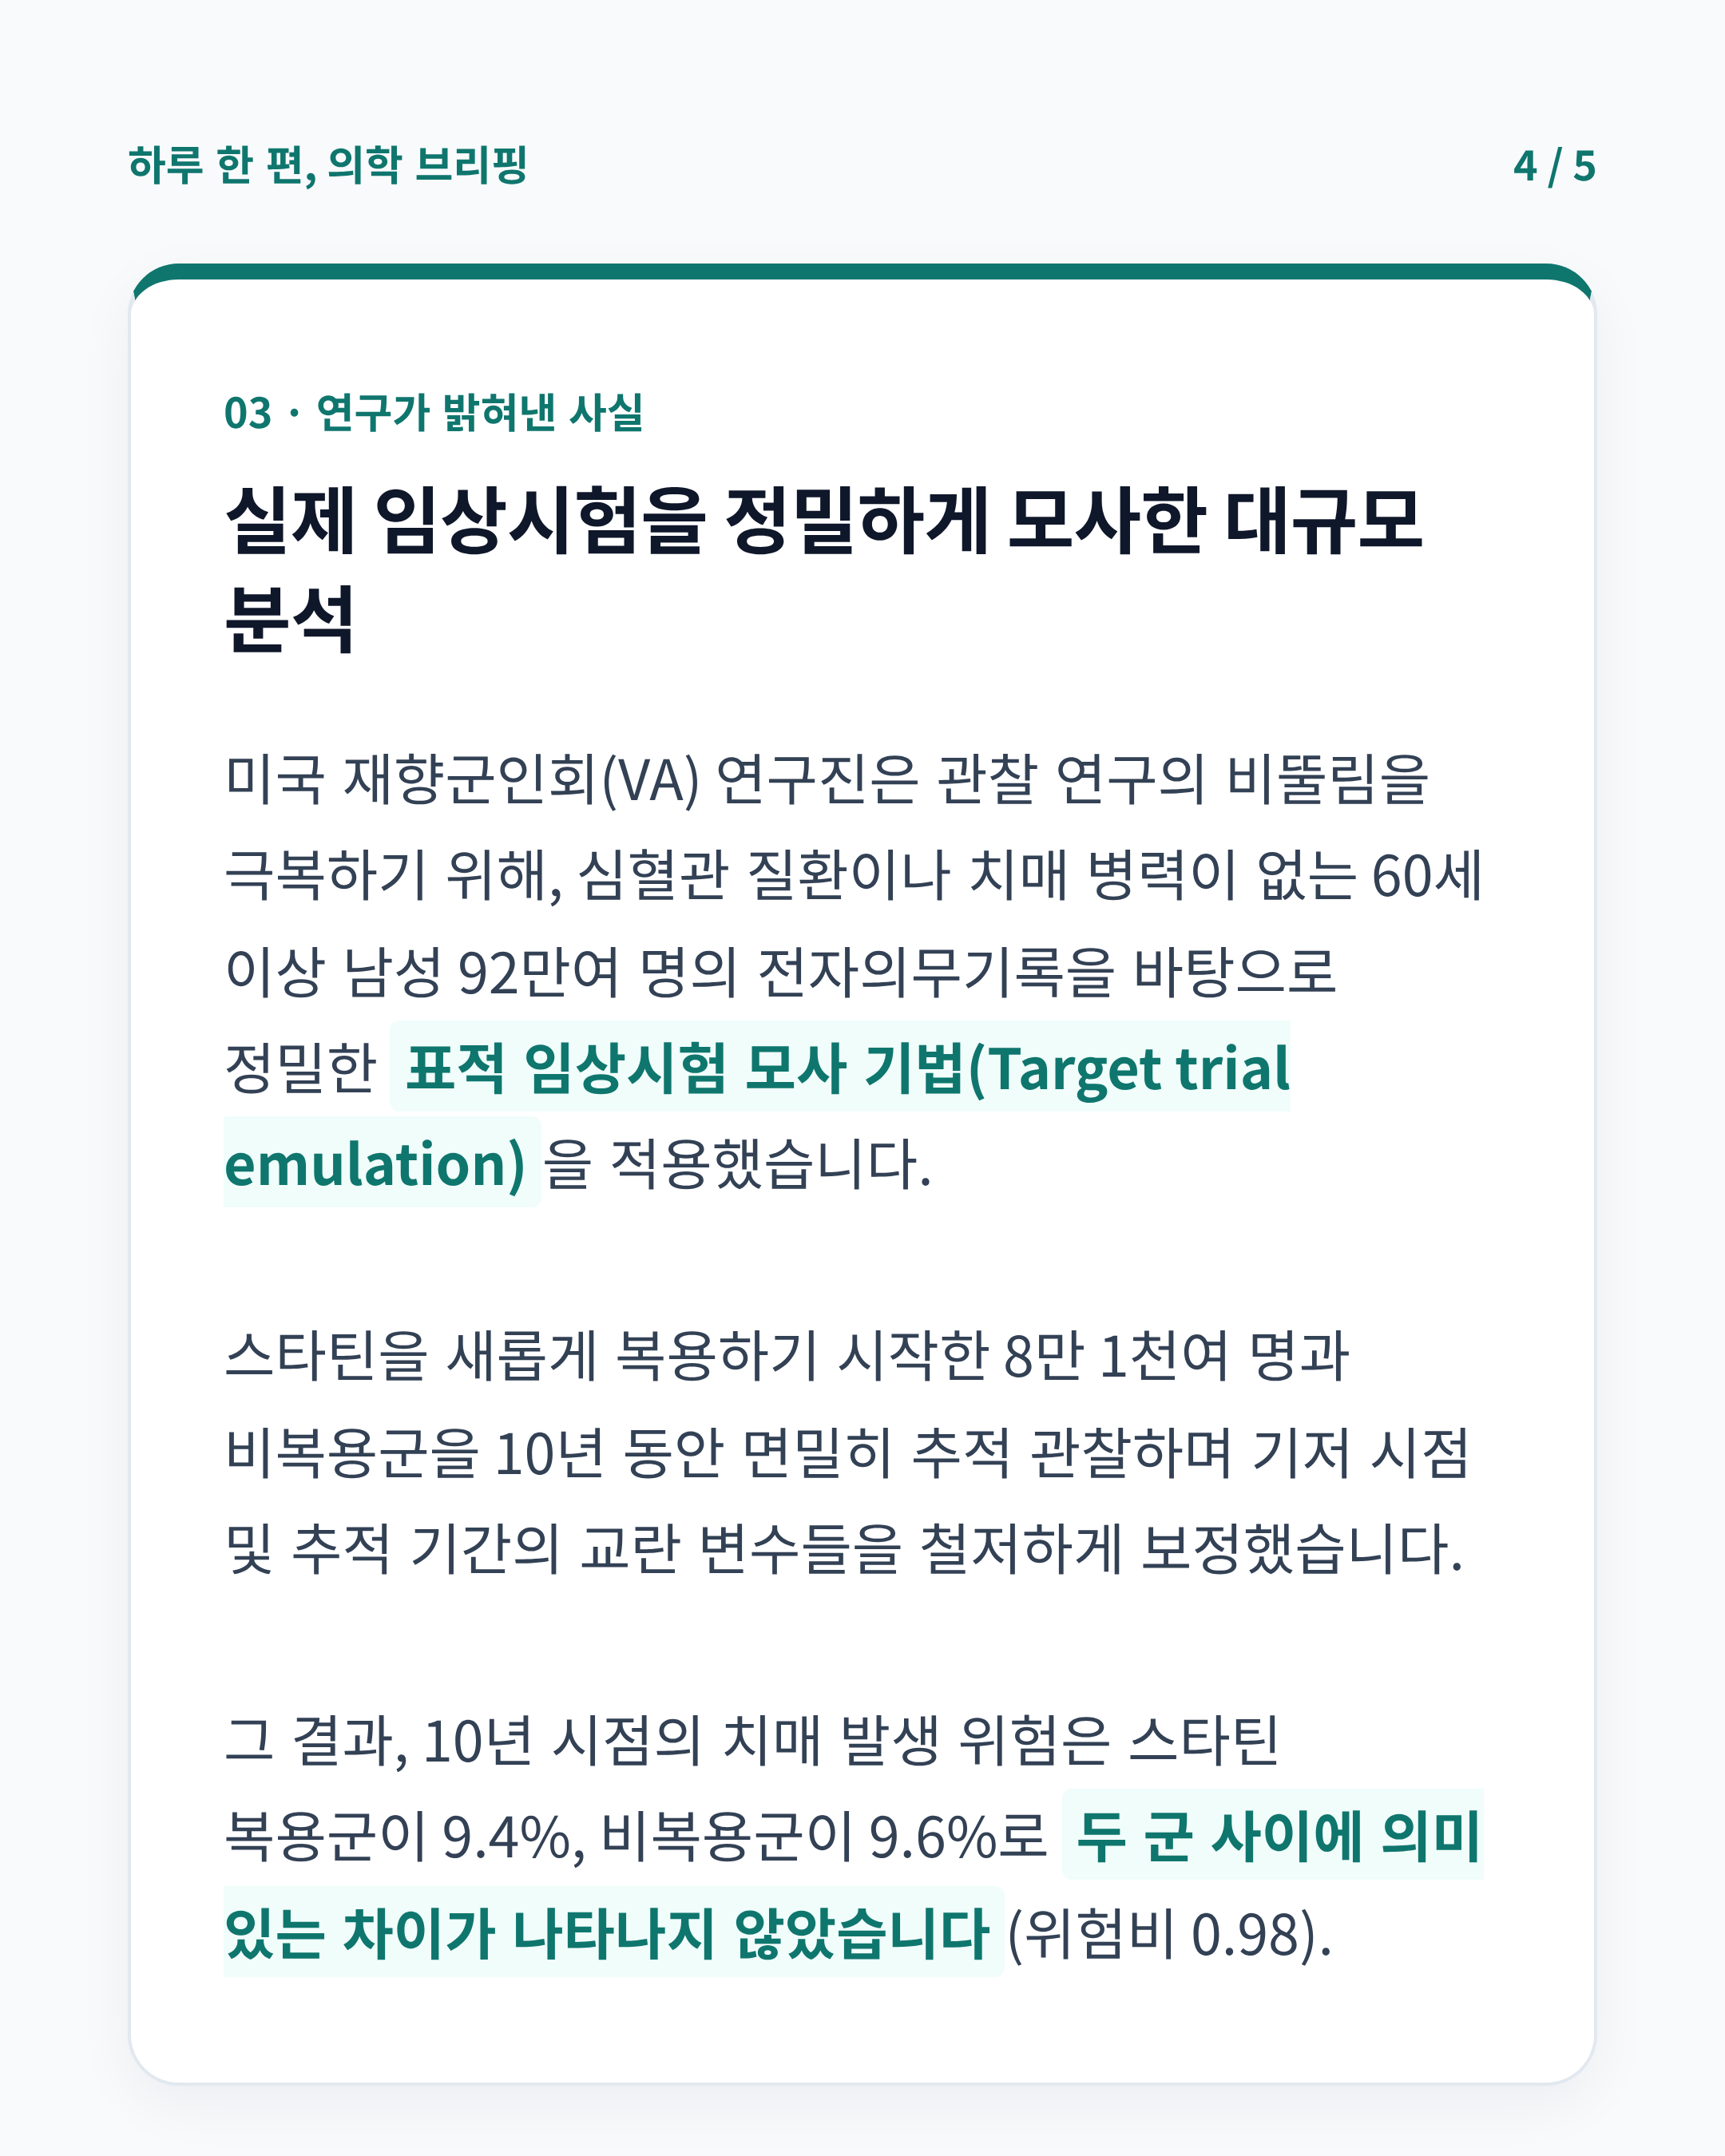 하루 한 편, 의학 브리핑
4 / 5
03 · 연구가 밝혀낸 사실
실제 임상시험을 정밀하게 모사한 대규모
분석
미국 재향군인회(VA) 연구진은 관찰 연구의 비뚤림을
극복하기 위해, 심혈관 질환이나 치매 병력이 없는 60세
이상 남성 92만여 명의 전자의무기록을 바탕으로
정밀한 표적 임상시험 모사 기법(Target trial
emulation)을 적용했습니다.
스타틴을 새롭게 복용하기 시작한 8만 1천여 명과
비복용군을 10년 동안 면밀히 추적 관찰하며 기저 시점
및 추적 기간의 교란 변수들을 철저하게 보정했습니다.
그 결과, 10년 시점의 치매 발생 위험은 스타틴
복용군이 9.4%, 비복용군이 9.6%로 두 군 사이에 의미
있는 차이가 나타나지 않았습니다(위험비 0.98).